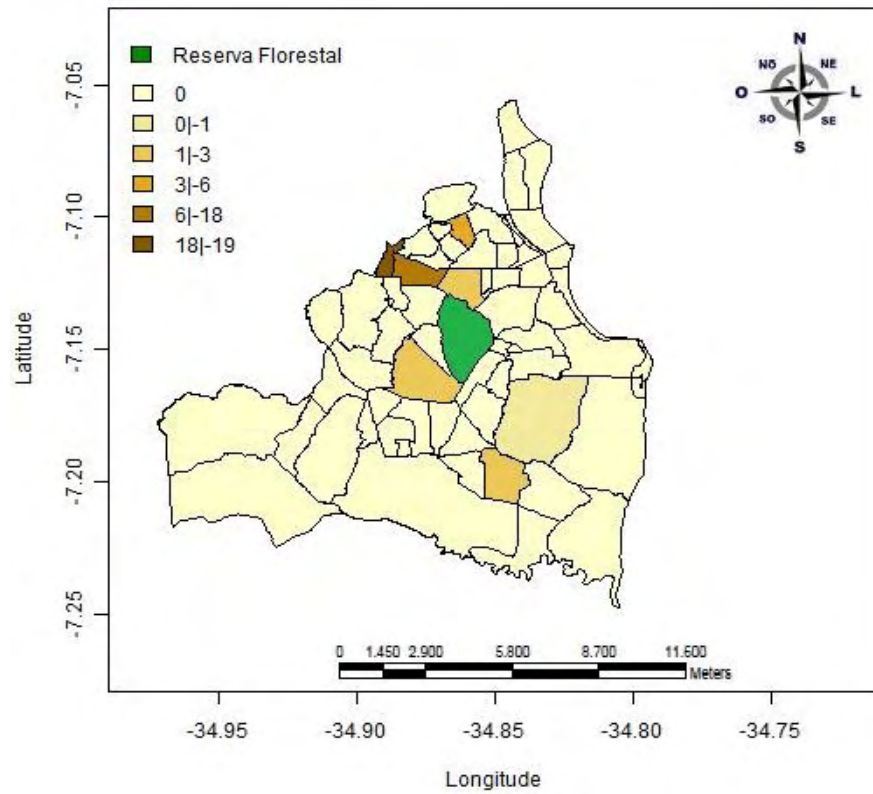 Reserva Florestal
0
0|-1
1|-3
3|-6
6|-18
18|-19
N
NO NE
O L
SO SE
S
Latitude
-7.05
-7.10
-7.15
-7.20
-7.25
0 1.450 2.900 5.800 8.700 11.600
Meters
-34.95 -34.90 -34.85 -34.80 -34.75
Longitude